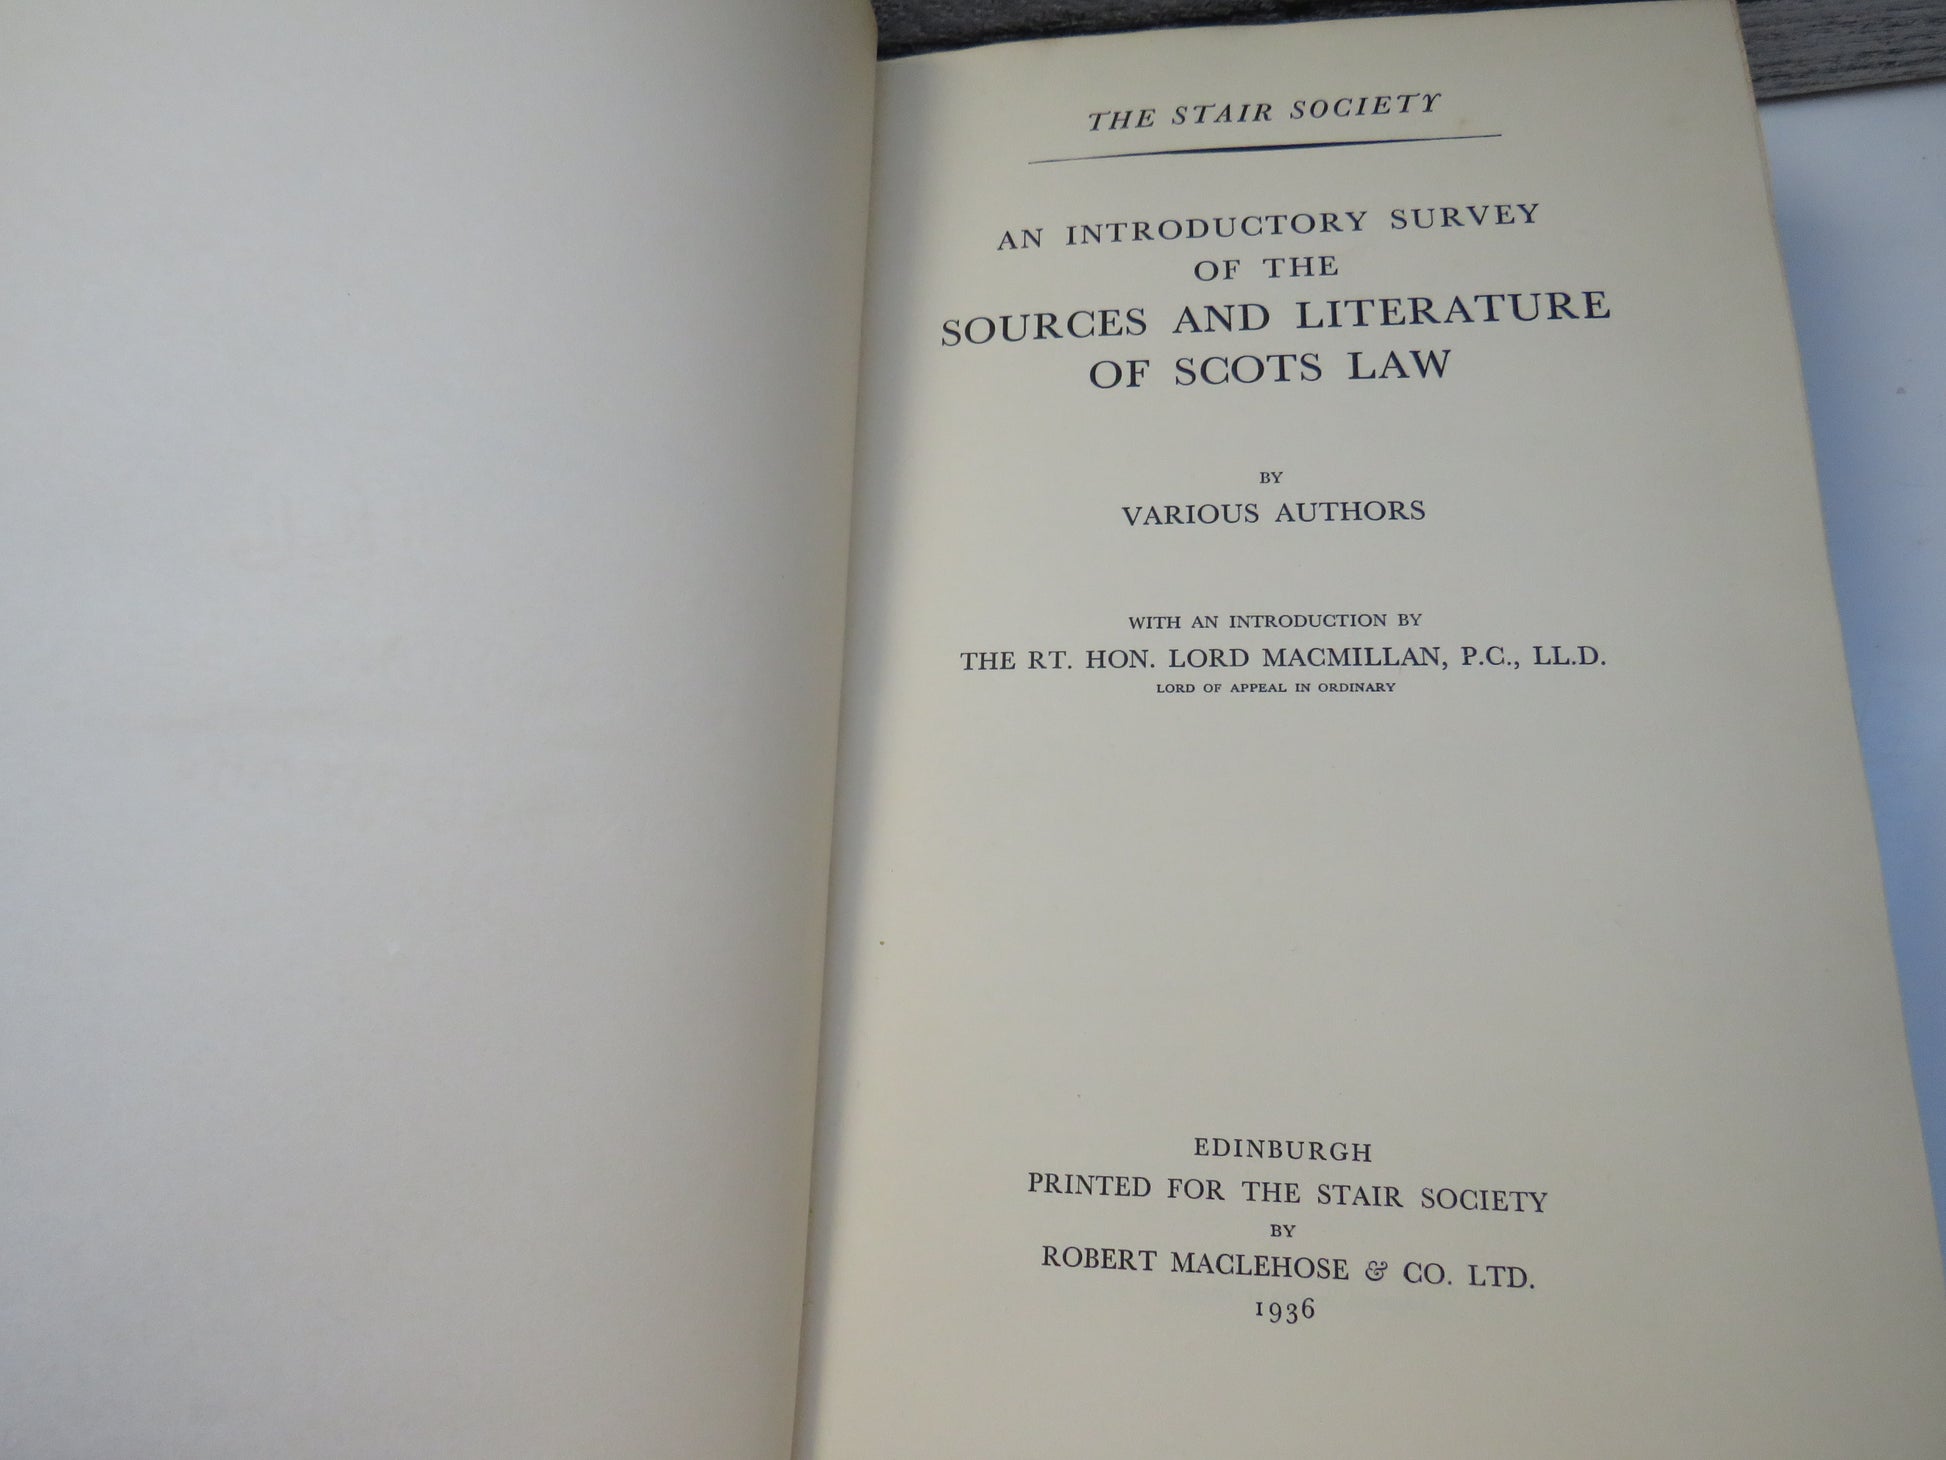 THE STAIR SOCIETY
AN INTRODUCTORY SURVEY
OF THE
SOURCES AND LITERATURE
OF SCOTS LAW
BY
VARIOUS AUTHORS
WITH AN INTRODUCTION BY
THE RT. HON. LORD MACMILLAN, P.C., LL.D.
LORD OF APPEAL IN ORDINARY
EDINBURGH
PRINTED FOR THE STAIR SOCIETY
BY
ROBERT MACLEHOSE & CO. LTD.
1936